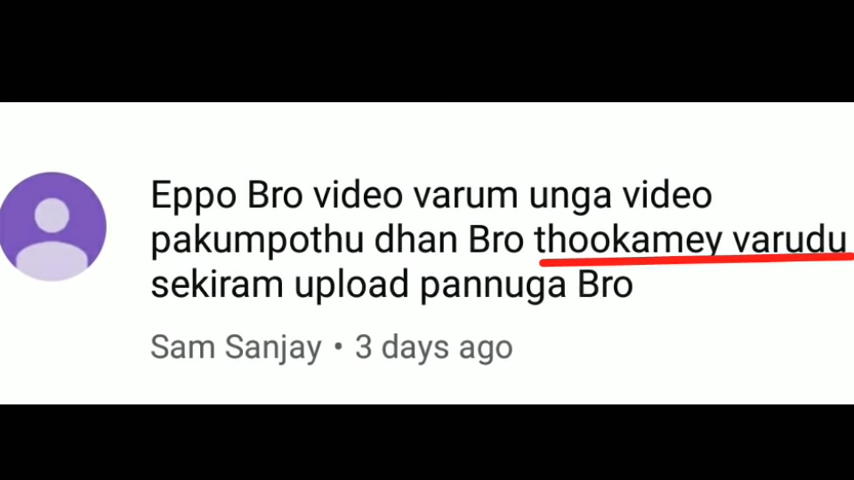 Eppo Bro video varum unga video
pakumpothu dhan Bro thookamey varudu
sekiram upload pannuga Bro
Sam Sanjay • 3 days ago